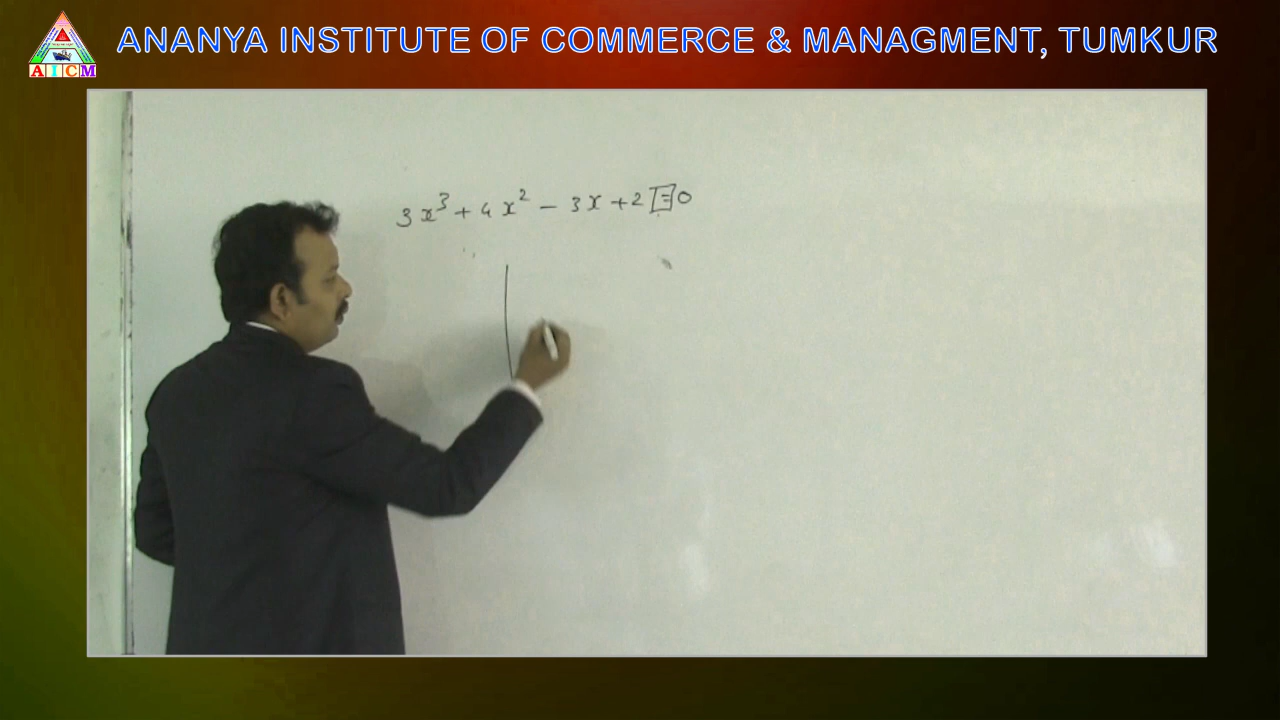 ANANYA INSTITUTE OF COMMERCE & MANAGMENT, TUMKUR
AICM
3x³ + 4x² - 3x + 2 = 0